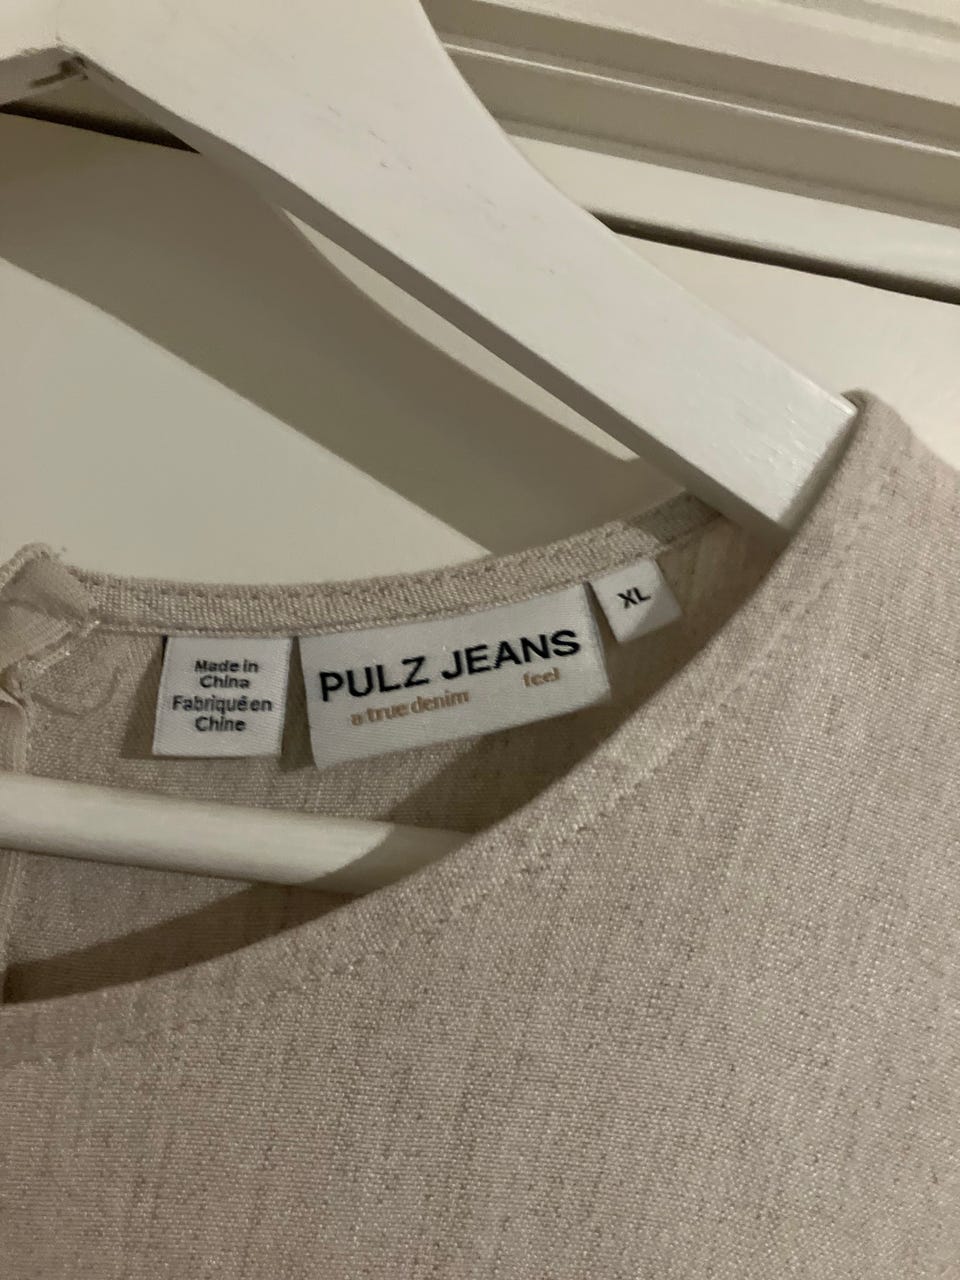 Made in
China
Fabriqué en
Chine
PULZ JEANS
a true denim feel
XL